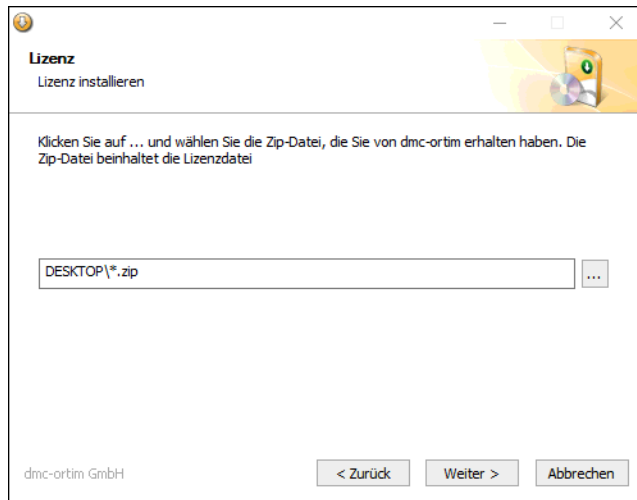 Lizenz
Lizenz installieren
Klicken Sie auf ... und wählen Sie die Zip-Datei, die Sie von dmc-ortim erhalten haben. Die
Zip-Datei beinhaltet die Lizenzdatei
DESKTOP\*.zip
...
dmc-ortim GmbH
< Zurück
Weiter >
Abbrechen